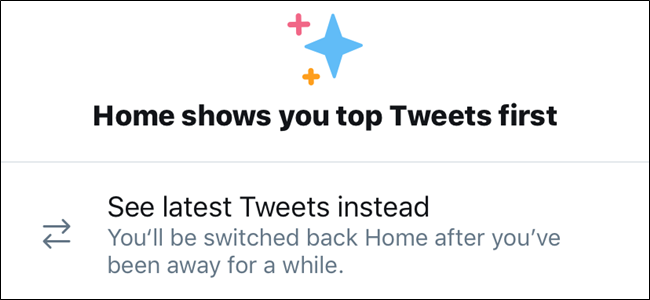 Home shows you top Tweets first
See latest Tweets instead
You‘ll be switched back Home after you’ve
been away for a while.